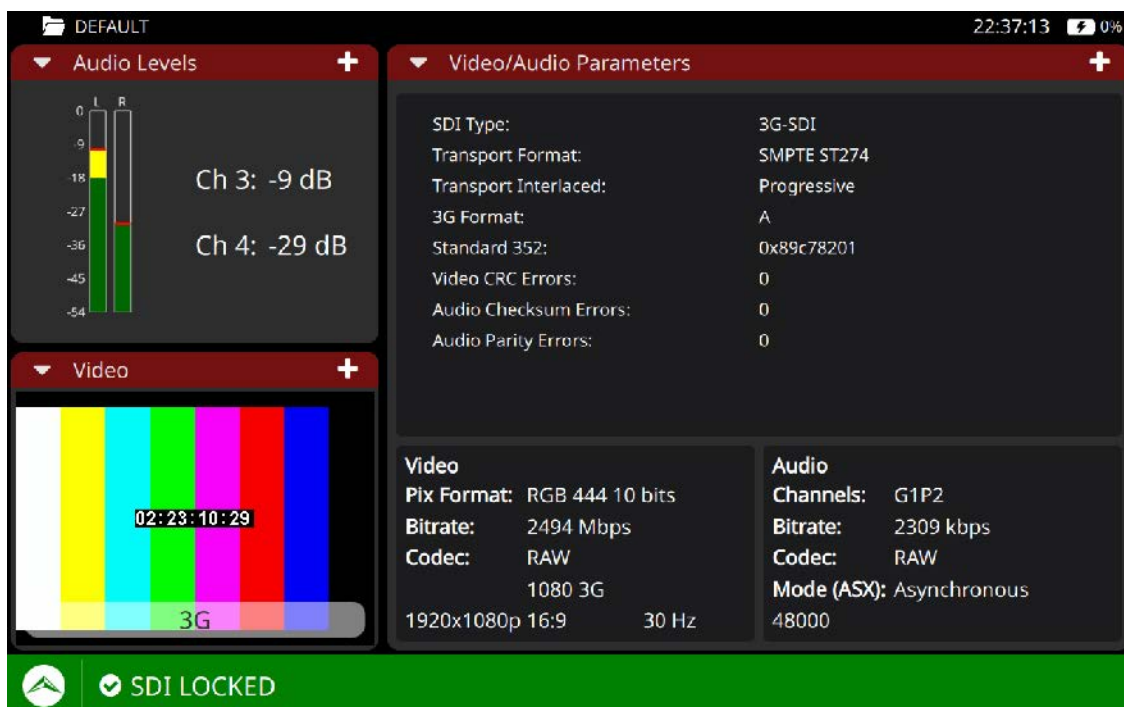 DEFAULT
22:37:13 0%
Audio Levels
L R
0
-9
-18
-27
-36
-45
-54
Ch 3: -9 dB
Ch 4: -29 dB
Video
02:23:10:29
3G
Video/Audio Parameters
SDI Type: 3G-SDI
Transport Format: SMPTE ST274
Transport Interlaced: Progressive
3G Format: A
Standard 352: 0x89c78201
Video CRC Errors: 0
Audio Checksum Errors: 0
Audio Parity Errors: 0
Video
Pix Format: RGB 444 10 bits
Bitrate: 2494 Mbps
Codec: RAW
1080 3G
1920x1080p 16:9 30 Hz
Audio
Channels: G1P2
Bitrate: 2309 kbps
Codec: RAW
Mode (ASX): Asynchronous
48000
SDI LOCKED